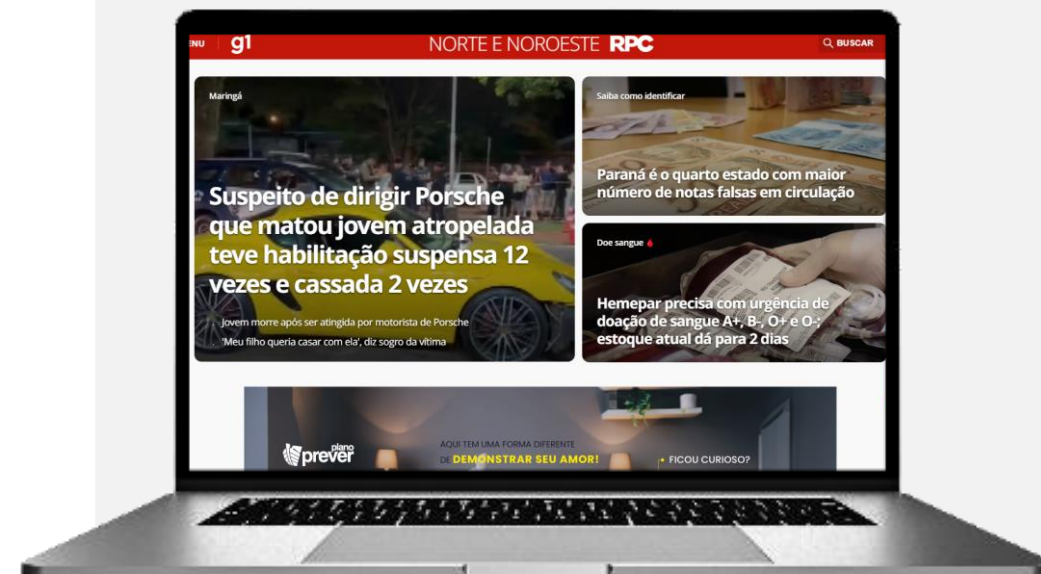 ENU
g1
NORTE E NOROESTE RPC
BUSCAR
Maringá
Suspeito de dirigir Porsche
que matou jovem atropelada
teve habilitação suspensa 12
vezes e cassada 2 vezes
Jovem morre após ser atingida por motorista de Porsche
'Meu filho queria casar com ela', diz sogro da vítima
Saiba como identificar
Paraná é o quarto estado com maior
número de notas falsas em circulação
Doe sangue 🩸
Hemepar precisa com urgência de
doação de sangue A+, B-, O+ e O-;
estoque atual dá para 2 dias
plano
prever
AQUI TEM UMA FORMA DIFERENTE
DE DEMONSTRAR SEU AMOR!
• FICOU CURIOSO?